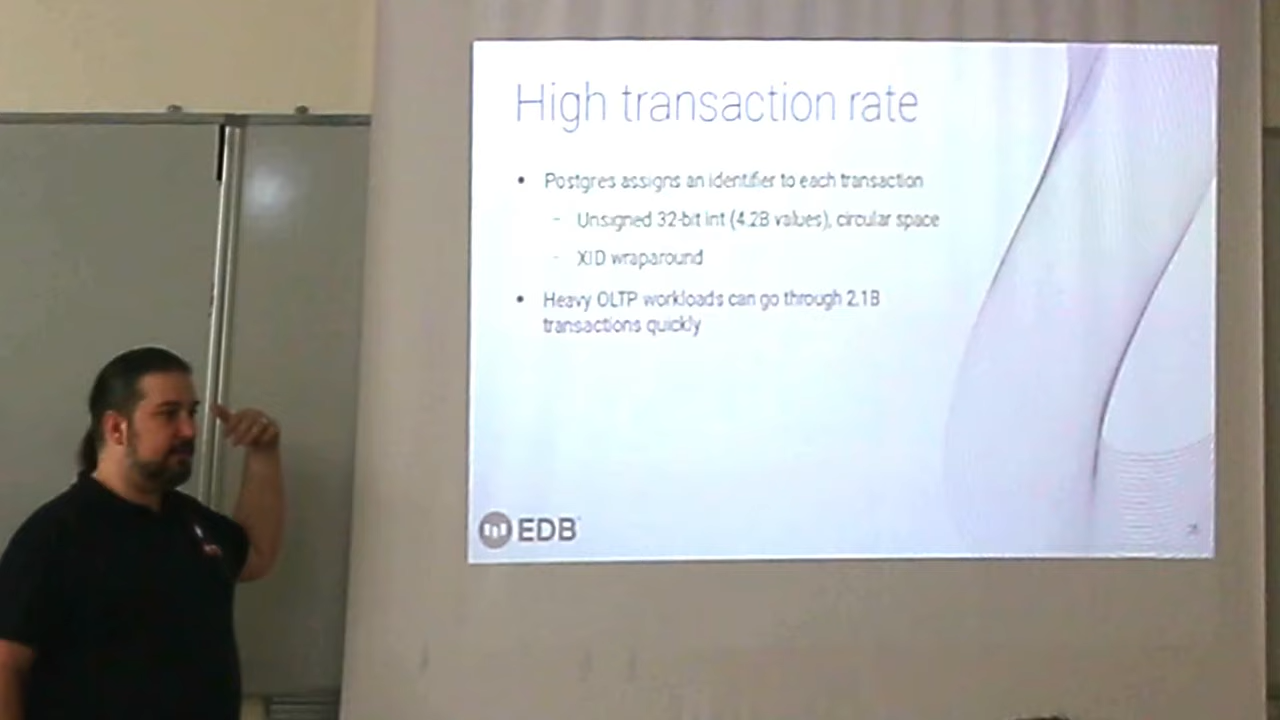 High transaction rate
• Postgres assigns an identifier to each transaction
- Unsigned 32-bit int (4.2B values), circular space
- XID wraparound
• Heavy OLTP workloads can go through 2.1B
transactions quickly
EDB